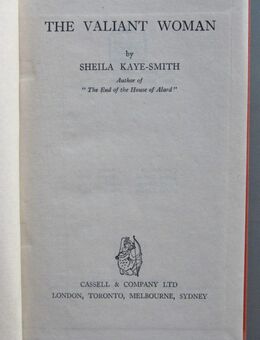 THE VALIANT WOMAN
by
SHEILA KAYE-SMITH
Author of
"The End of the House of Alard"
CASSELL & COMPANY LTD
LONDON, TORONTO, MELBOURNE, SYDNEY